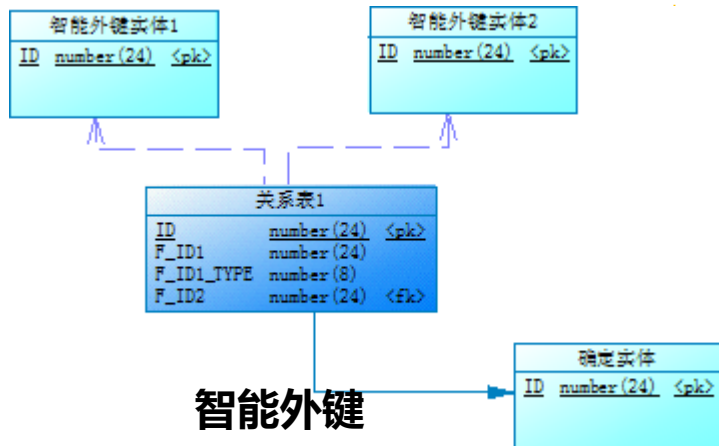 智能外键实体1
ID number(24) <pk>
智能外键实体2
ID number(24) <pk>
关系表1
ID number(24) <pk>
F_ID1 number(24)
F_ID1_TYPE number(8)
F_ID2 number(24) <fk>
确定实体
ID number(24) <pk>
智能外键